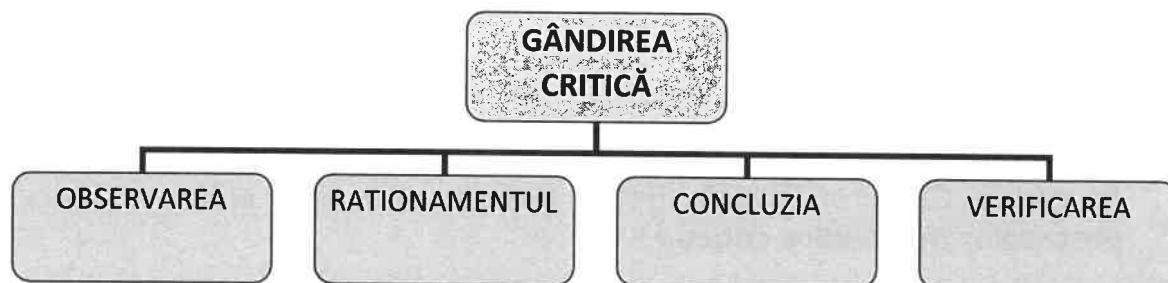 GÂNDIREA
CRITICĂ
OBSERVAREA
RATIONAMENTUL
CONCLUZIA
VERIFICAREA